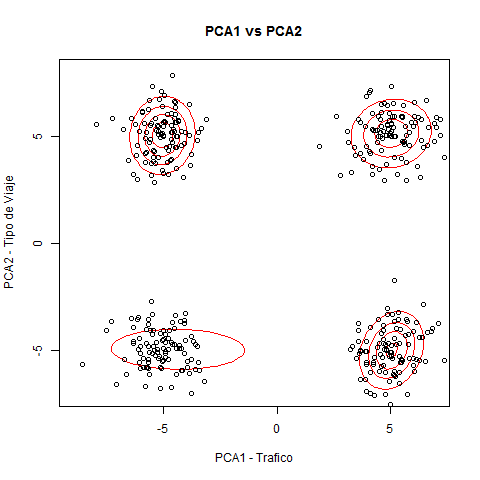 PCA1 vs PCA2
PCA2 - Tipo de Viaje
5
0
-5
-5 0 5
PCA1 - Trafico